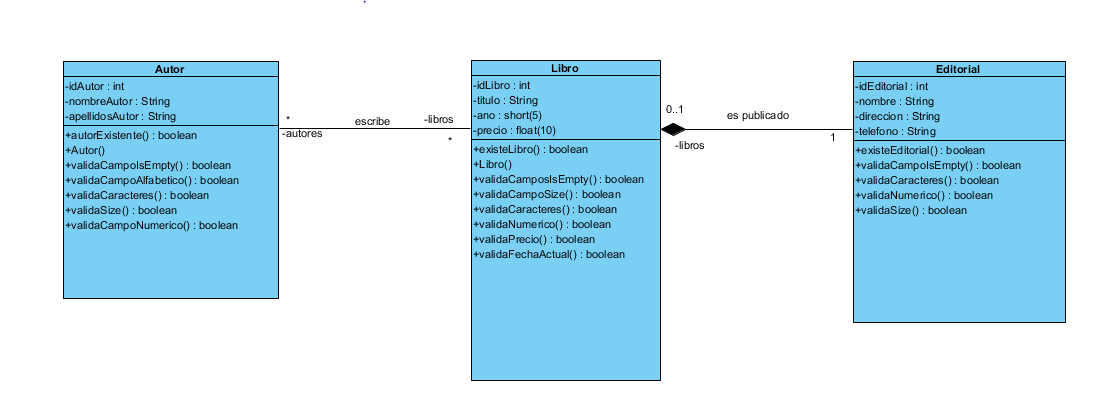 Autor
-idAutor : int
-nombreAutor : String
-apellidosAutor : String
+autorExistente() : boolean
+Autor()
+validaCampoIsEmpty() : boolean
+validaCampoAlfabetico() : boolean
+validaCaracteres() : boolean
+validaSize() : boolean
+validaCampoNumerico() : boolean
*
-autores
escribe
-libros
*
Libro
-idLibro : int
-titulo : String
-ano : short(5)
-precio : float(10)
+existeLibro() : boolean
+Libro()
+validaCamposIsEmpty() : boolean
+validaCampoSize() : boolean
+validaCaracteres() : boolean
+validaNumerico() : boolean
+validaPrecio() : boolean
+validaFechaActual() : boolean
0..1
-libros
es publicado
1
Editorial
-idEditorial : int
-nombre : String
-direccion : String
-telefono : String
+existeEditorial() : boolean
+validaCampoIsEmpty() : boolean
+validaCaracteres() : boolean
+validaNumerico() : boolean
+validaSize() : boolean